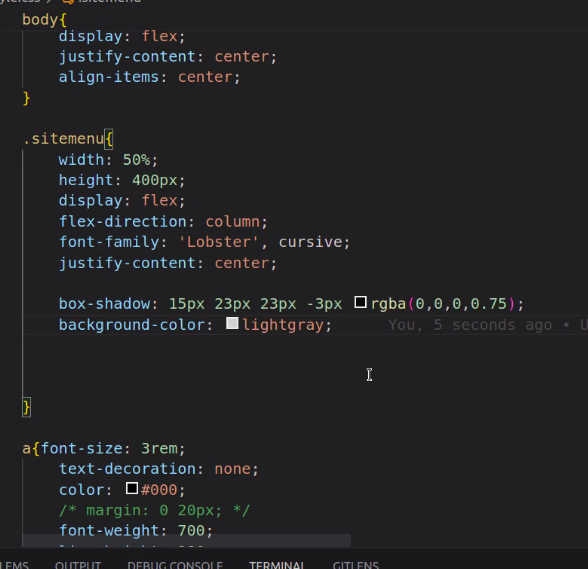 .sitemenu
body{
display: flex;
justify-content: center;
align-items: center;
}
.sitemenu{
width: 50%;
height: 400px;
display: flex;
flex-direction: column;
font-family: 'Lobster', cursive;
justify-content: center;
box-shadow: 15px 23px 23px -3px rgba(0,0,0,0.75);
background-color: lightgray; You, 5 seconds ago • U
}
a{font-size: 3rem;
text-decoration: none;
color: #000;
/* margin: 0 20px; */
font-weight: 700;
LEMS OUTPUT DEBUG CONSOLE TERMINAL GITLENS